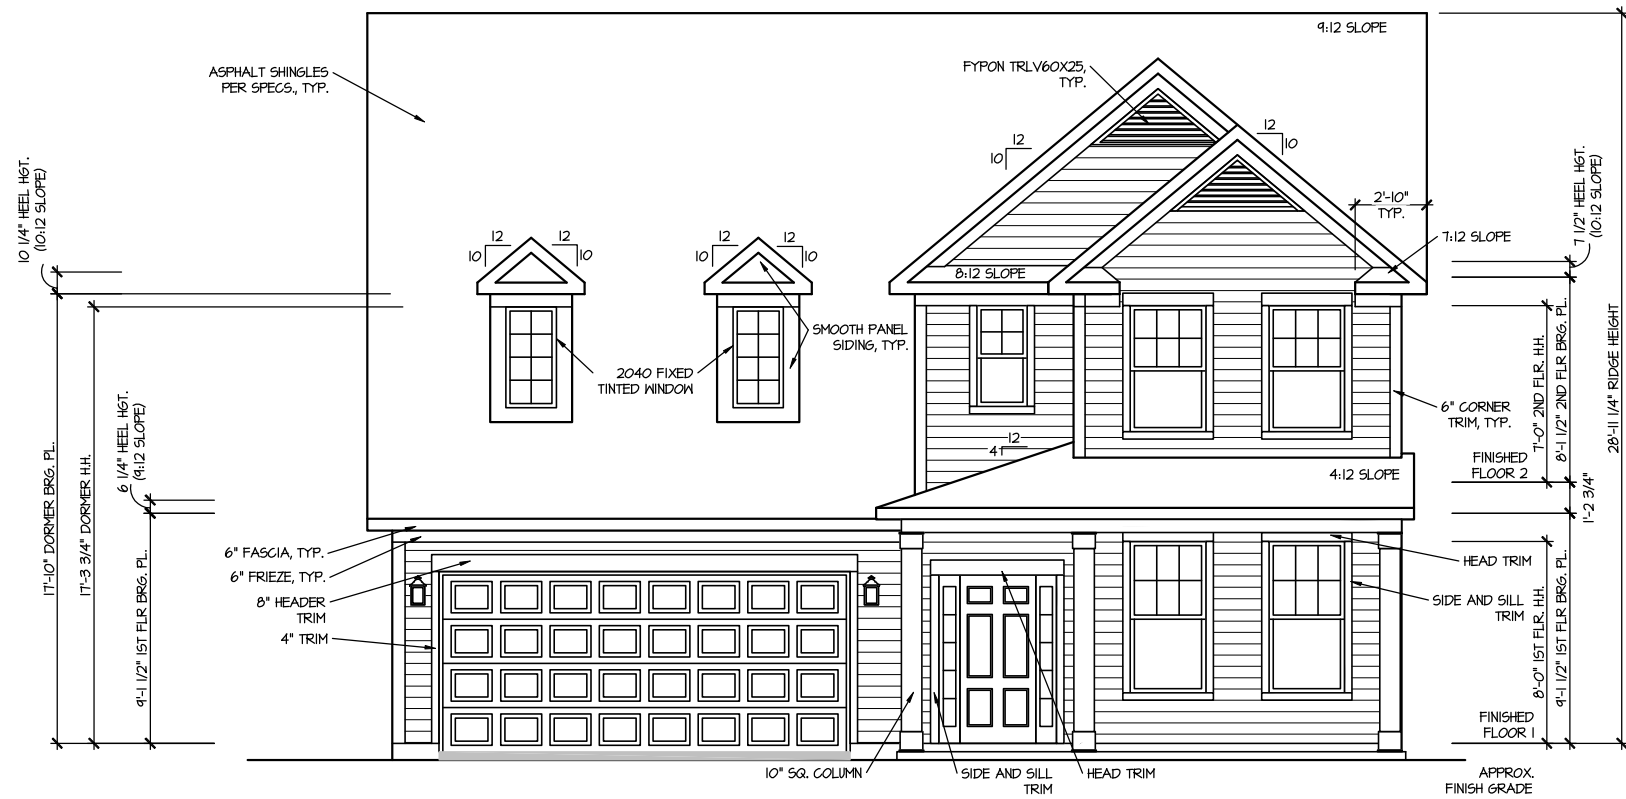 9:12 SLOPE
ASPHALT SHINGLES
PER SPECS., TYP.
FYPON TRLV60X25,
TYP.
12
10
12
10
10 1/4" HEEL HGT.
(10:12 SLOPE)
7 1/2" HEEL HGT.
(10:12 SLOPE)
2'-10"
TYP.
7:12 SLOPE
12
10
12
10
12
10
12
10
8:12 SLOPE
SMOOTH PANEL
SIDING, TYP.
2040 FIXED
TINTED WINDOW
6" CORNER
TRIM, TYP.
12
4
4:12 SLOPE
FINISHED
FLOOR 2
7'-0" 2ND FLR. H.H.
8'-1 1/2" 2ND FLR BRG. PL.
28'-11 1/4" RIDGE HEIGHT
1'-2 3/4"
17'-10" DORMER BRG. PL.
17'-3 3/4" DORMER H.H.
6 1/4" HEEL HGT.
(9:12 SLOPE)
9'-1 1/2" 1ST FLR BRG. PL.
6" FASCIA, TYP.
6" FRIEZE, TYP.
8" HEADER
TRIM
4" TRIM
HEAD TRIM
SIDE AND SILL
TRIM
8'-0" 1ST FLR. H.H.
9'-1 1/2" 1ST FLR BRG. PL.
FINISHED
FLOOR 1
10" SQ. COLUMN
SIDE AND SILL
TRIM
HEAD TRIM
APPROX.
FINISH GRADE